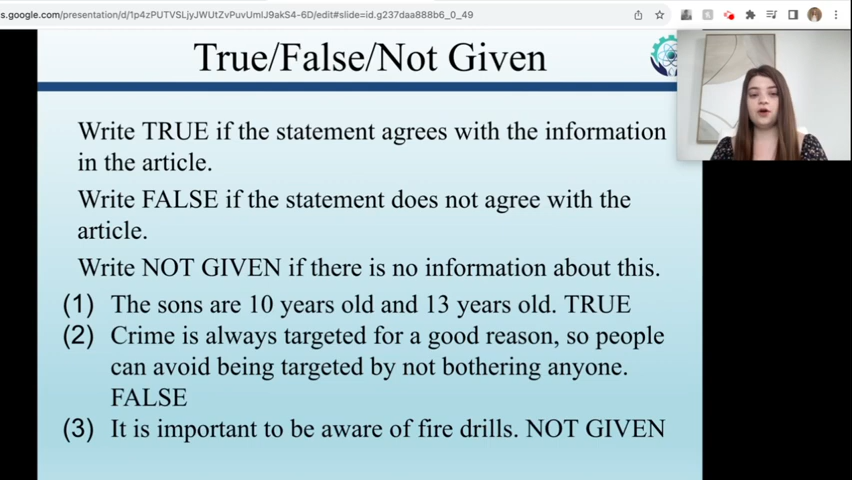 s.google.com/presentation/d/1p4zPUTVSLjyJWUtZvPuvUmIJ9akS4-6D/edit#slide=id.g237daa888b6_0_49
True/False/Not Given
Write TRUE if the statement agrees with the information
in the article.
Write FALSE if the statement does not agree with the
article.
Write NOT GIVEN if there is no information about this.
(1) The sons are 10 years old and 13 years old. TRUE
(2) Crime is always targeted for a good reason, so people
can avoid being targeted by not bothering anyone.
FALSE
(3) It is important to be aware of fire drills. NOT GIVEN